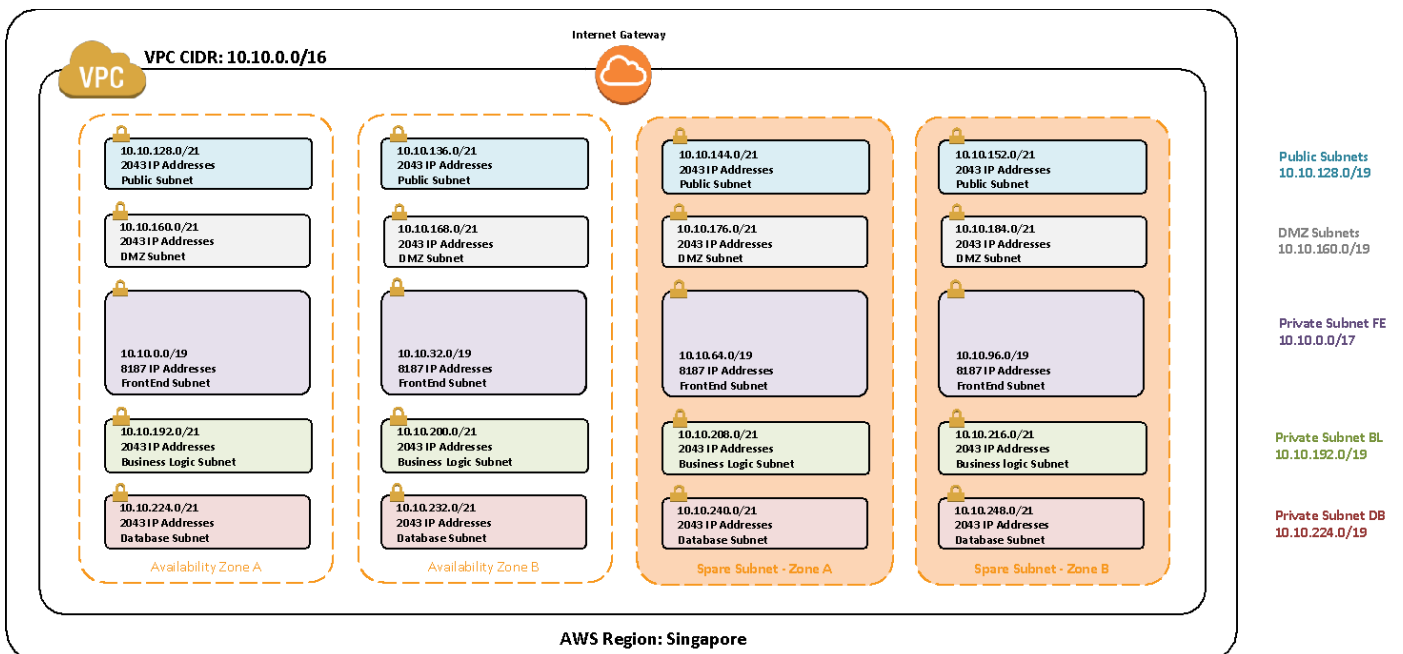 Internet Gateway
VPC CIDR: 10.10.0.0/16
VPC
10.10.128.0/21
2043 IP Addresses
Public Subnet
10.10.136.0/21
2043 IP Addresses
Public Subnet
10.10.144.0/21
2043 IP Addresses
Public Subnet
10.10.152.0/21
2043 IP Addresses
Public Subnet
Public Subnets
10.10.128.0/19
10.10.160.0/21
2043 IP Addresses
DMZ Subnet
10.10.168.0/21
2043 IP Addresses
DMZ Subnet
10.10.176.0/21
2043 IP Addresses
DMZ Subnet
10.10.184.0/21
2043 IP Addresses
DMZ Subnet
DMZ Subnets
10.10.160.0/19
10.10.0.0/19
8187 IP Addresses
FrontEnd Subnet
10.10.32.0/19
8187 IP Addresses
FrontEnd Subnet
10.10.64.0/19
8187 IP Addresses
FrontEnd Subnet
10.10.96.0/19
8187 IP Addresses
FrontEnd Subnet
Private Subnet FE
10.10.0.0/17
10.10.192.0/21
2043 IP Addresses
Business Logic Subnet
10.10.200.0/21
2043 IP Addresses
Business Logic Subnet
10.10.208.0/21
2043 IP Addresses
Business Logic Subnet
10.10.216.0/21
2043 IP Addresses
Business logic Subnet
Private Subnet BL
10.10.192.0/19
10.10.224.0/21
2043 IP Addresses
Database Subnet
10.10.232.0/21
2043 IP Addresses
Database Subnet
10.10.240.0/21
2043 IP Addresses
Database Subnet
10.10.248.0/21
2043 IP Addresses
Database Subnet
Private Subnet DB
10.10.224.0/19
Availability Zone A
Availability Zone B
Spare Subnet - Zone A
Spare Subnet - Zone B
AWS Region: Singapore